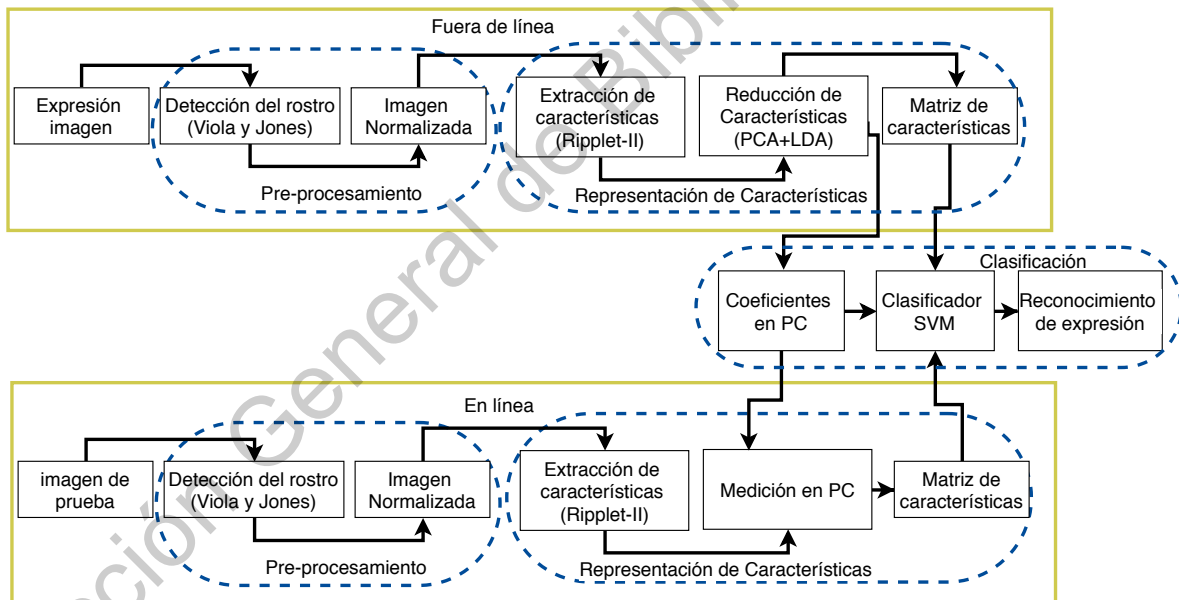 Fuera de línea
Expresión
imagen
Detección del rostro
(Viola y Jones)
Imagen
Normalizada
Pre-procesamiento
Extracción de
características
(Ripplet-II)
Reducción de
Características
(PCA+LDA)
Matriz de
características
Representación de Características
Clasificación
Coeficientes
en PC
Clasificador
SVM
Reconocimiento
de expresión
En línea
imagen de
prueba
Detección del rostro
(Viola y Jones)
Imagen
Normalizada
Pre-procesamiento
Extracción de
características
(Ripplet-II)
Medición en PC
Matriz de
características
Representación de Características
General de